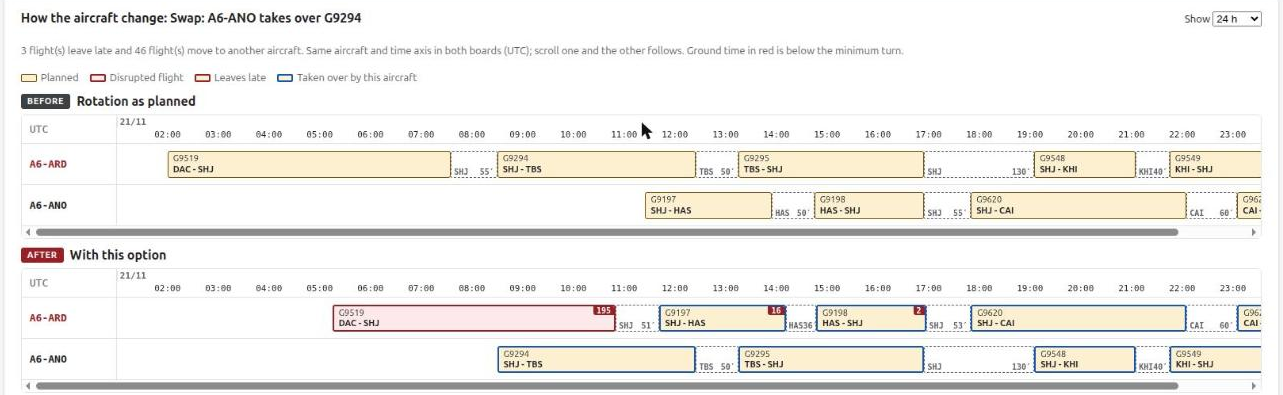 How the aircraft change: Swap: A6-ANO takes over G9294
Show 24 h
3 flight(s) leave late and 46 flight(s) move to another aircraft. Same aircraft and time axis in both boards (UTC); scroll one and the other follows. Ground time in red is below the minimum turn.
Planned Disrupted flight Leaves late Taken over by this aircraft
BEFORE Rotation as planned
UTC 21/11
02:00 03:00 04:00 05:00 06:00 07:00 08:00 09:00 10:00 11:00 12:00 13:00 14:00 15:00 16:00 17:00 18:00 19:00 20:00 21:00 22:00 23:00
G9519 G9294 G9295 G9548 G9549
A6-ARD DAC - SHJ SHJ 55' SHJ - TBS TBS 50' TBS - SHJ SHJ 130' SHJ - KHI KHI40' KHI - SHJ
G9197 G9198 G9620 G962
A6-ANO SHJ - HAS HAS 50' HAS - SHJ SHJ 55' SHJ - CAI CAI 60' CAI -
AFTER With this option
UTC 21/11
02:00 03:00 04:00 05:00 06:00 07:00 08:00 09:00 10:00 11:00 12:00 13:00 14:00 15:00 16:00 17:00 18:00 19:00 20:00 21:00 22:00 23:00
G9519 195 G9197 16 G9198 2 G9620 G962
A6-ARD DAC - SHJ SHJ 51' SHJ - HAS HAS36' HAS - SHJ SHJ 53' SHJ - CAI CAI 60' CAI -
G9294 G9295 G9548 G9549
A6-ANO SHJ - TBS TBS 50' TBS - SHJ SHJ 130' SHJ - KHI KHI40' KHI - SHJ